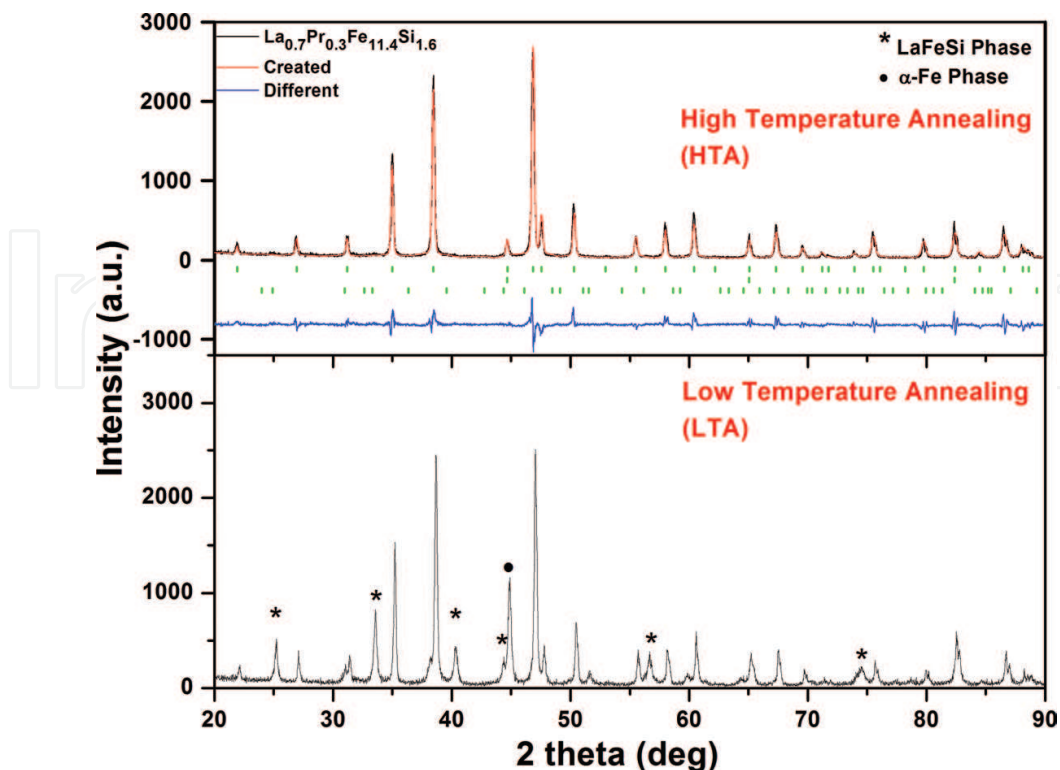 3000
La0.7Pr0.3Fe11.4Si1.6
Created
Different
* LaFeSi Phase
● α-Fe Phase
High Temperature Annealing
(HTA)
2000
1000
0
-1000
Intensity (a.u.)
Low Temperature Annealing
(LTA)
3000
2000
1000
0
* * * * ● * *
20 30 40 50 60 70 80 90
2 theta (deg)